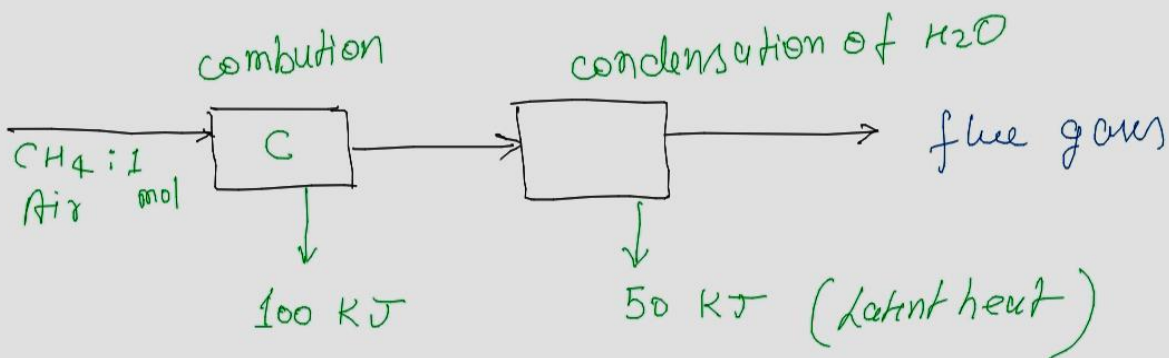 combution
condensation of H2O
C
flue gases
CH4 : 1
Air mol
100 KJ
50 KJ (Latent heat)